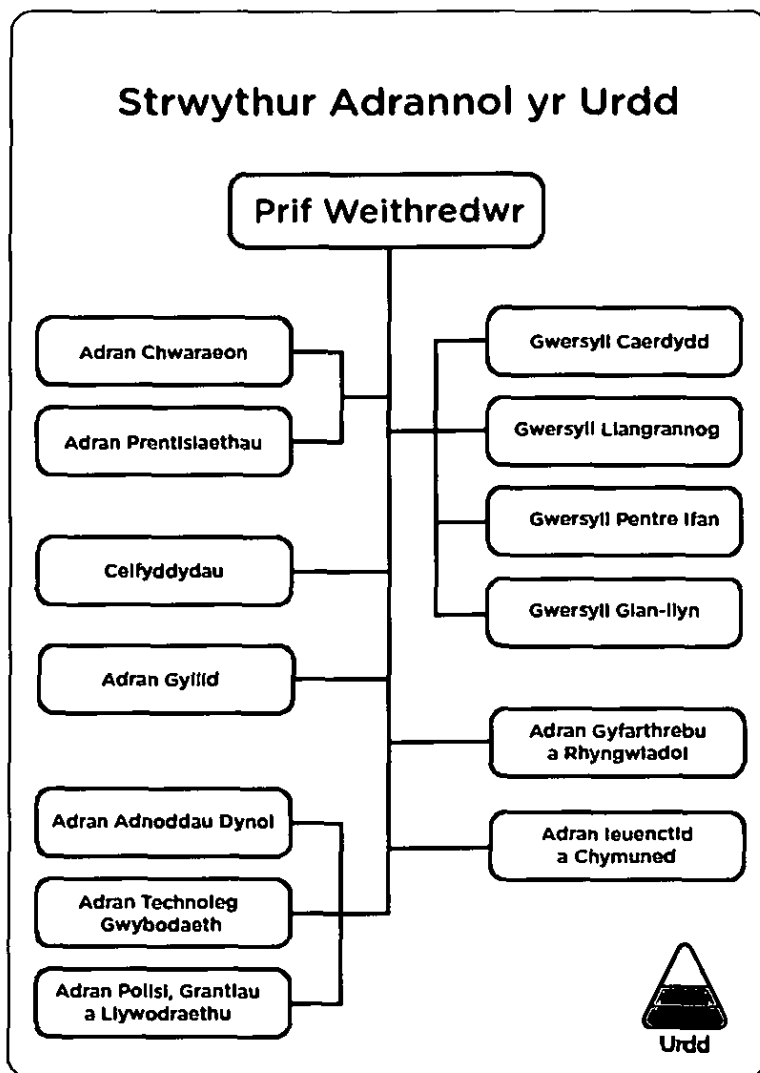 Strwythur Adrannol yr Urdd
Prif Weithredwr
Adran Chwaraeon
Adran Prentisiaethau
Celfyddydau
Adran Gyllid
Adran Adnoddau Dynol
Adran Technoleg
Gwybodaeth
Adran Polisi, Grantiau
a Llywodraethu
Gwersyll Caerdydd
Gwersyll Llangrannog
Gwersyll Pentre Ifan
Gwersyll Glan-llyn
Adran Gyfarthrebu
a Rhyngwladol
Adran Ieuenctid
a Chymuned
Urdd